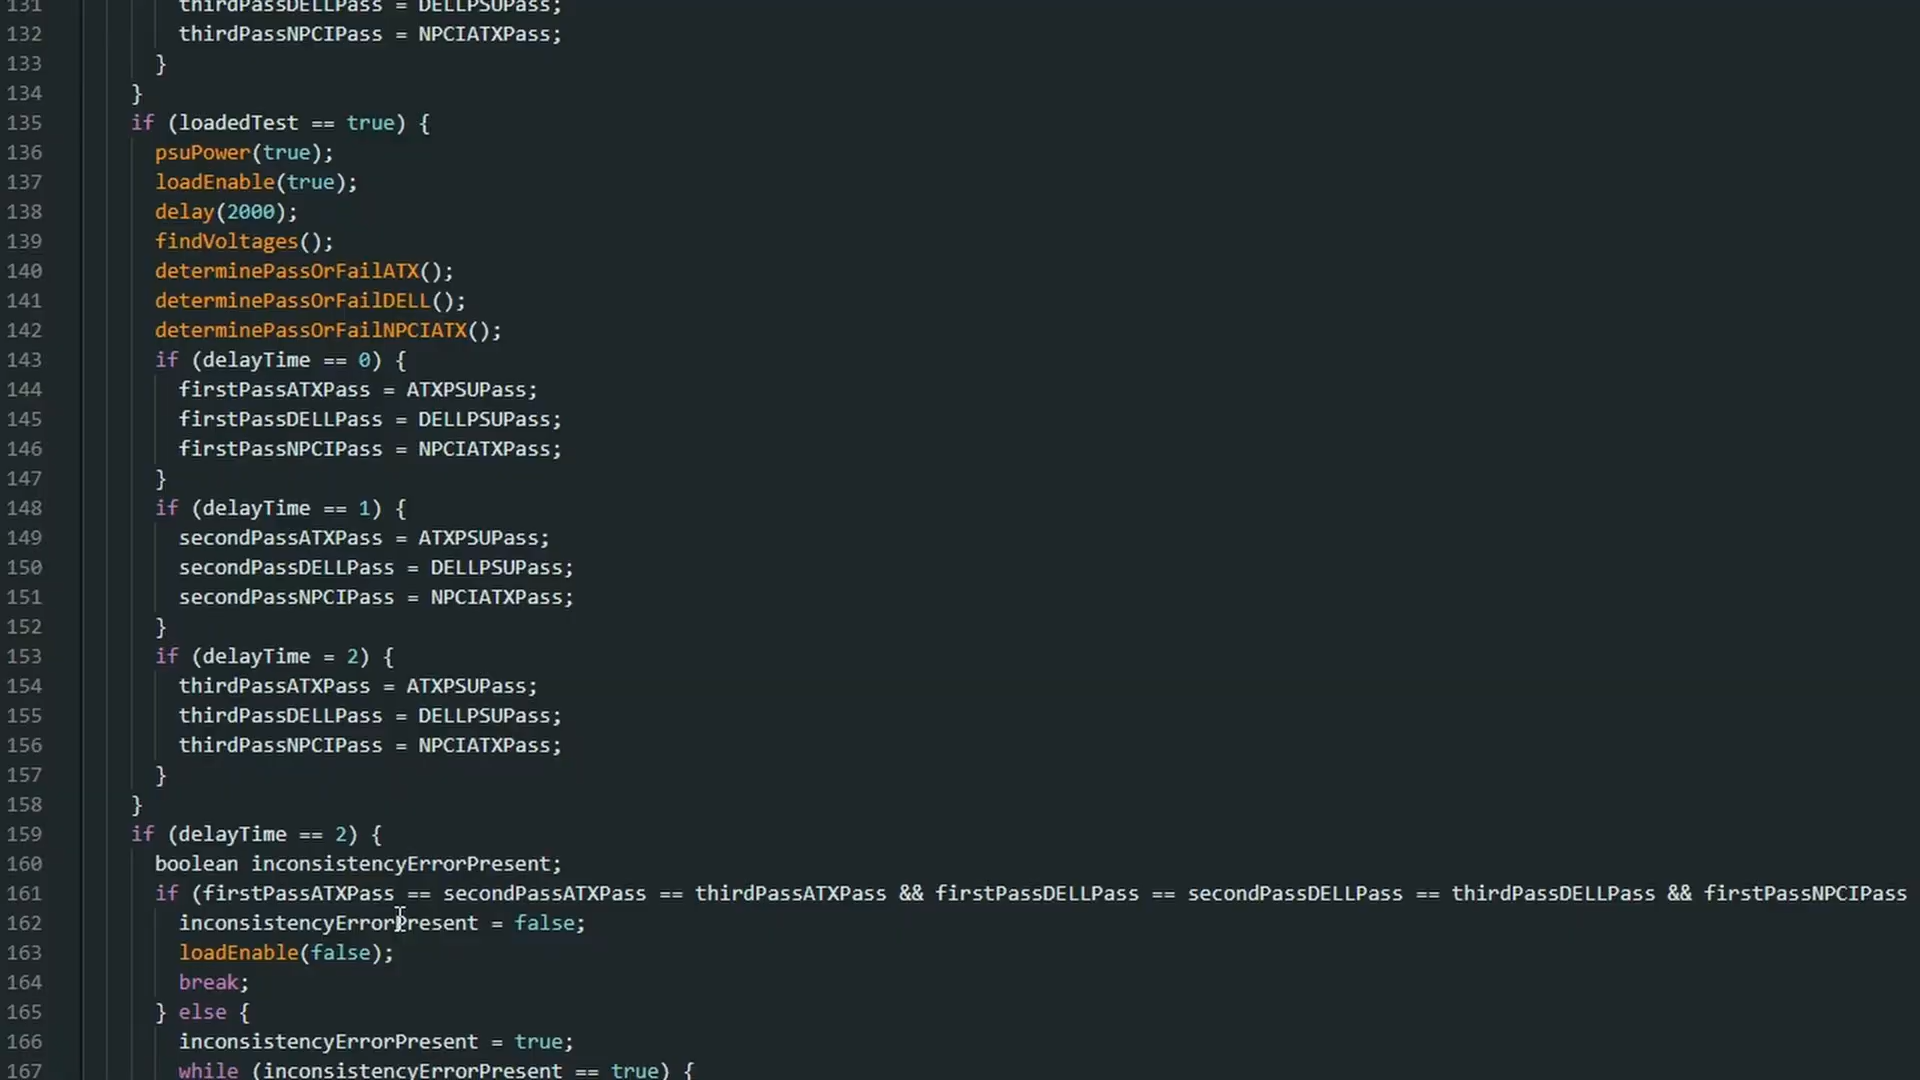 131 thirdPassDELLPass = DELLPSUPass;
132 thirdPassNPCIPass = NPCIATXPass;
133 }
134 }
135 if (loadedTest == true) {
136 psuPower(true);
137 loadEnable(true);
138 delay(2000);
139 findVoltages();
140 determinePassOrFailATX();
141 determinePassOrFailDELL();
142 determinePassOrFailNPCIATX();
143 if (delayTime == 0) {
144 firstPassATXPass = ATXPSUPass;
145 firstPassDELLPass = DELLPSUPass;
146 firstPassNPCIPass = NPCIATXPass;
147 }
148 if (delayTime == 1) {
149 secondPassATXPass = ATXPSUPass;
150 secondPassDELLPass = DELLPSUPass;
151 secondPassNPCIPass = NPCIATXPass;
152 }
153 if (delayTime = 2) {
154 thirdPassATXPass = ATXPSUPass;
155 thirdPassDELLPass = DELLPSUPass;
156 thirdPassNPCIPass = NPCIATXPass;
157 }
158 }
159 if (delayTime == 2) {
160 boolean inconsistencyErrorPresent;
161 if (firstPassATXPass == secondPassATXPass == thirdPassATXPass && firstPassDELLPass == secondPassDELLPass == thirdPassDELLPass && firstPassNPCIPass
162 inconsistencyErrorPresent = false;
163 loadEnable(false);
164 break;
165 } else {
166 inconsistencyErrorPresent = true;
167 while (inconsistencyErrorPresent == true) {